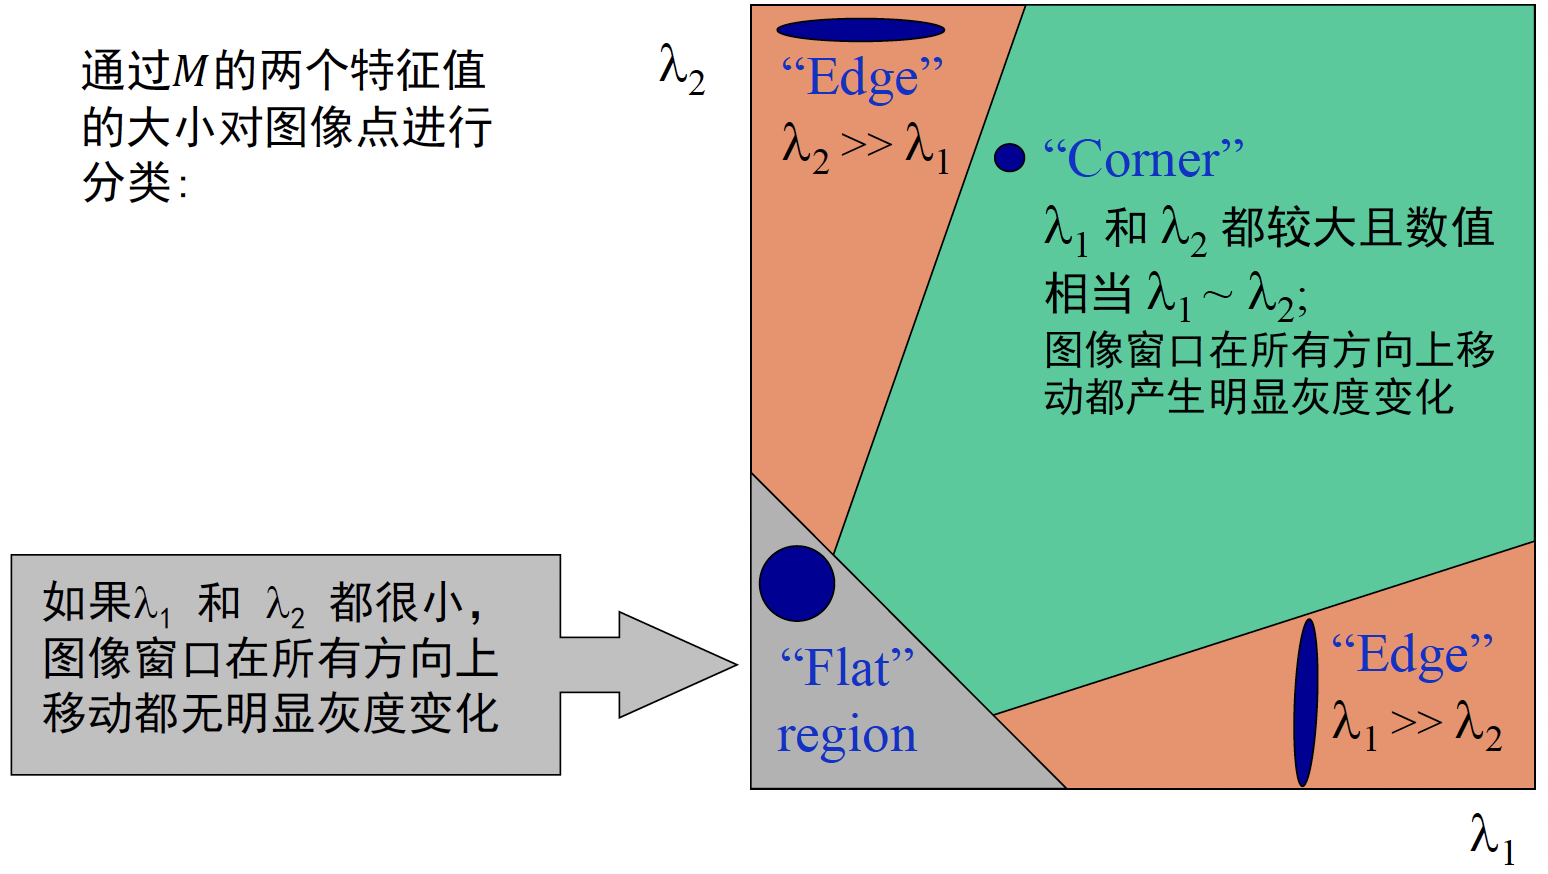 通过M的两个特征值
的大小对图像点进行
分类:
λ2
“Edge”
λ2 >> λ1
“Corner”
λ1 和 λ2 都较大且数值
相当 λ1 ~ λ2;
图像窗口在所有方向上移
动都产生明显灰度变化
如果λ1 和 λ2 都很小，
图像窗口在所有方向上
移动都无明显灰度变化
“Flat”
region
“Edge”
λ1 >> λ2
λ1